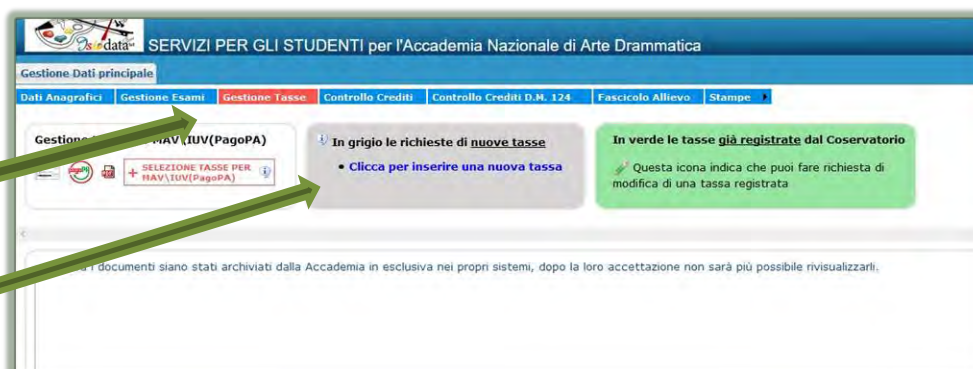 Isidata SERVIZI PER GLI STUDENTI per l'Accademia Nazionale di Arte Drammatica
Gestione Dati principale
Dati Anagrafici Gestione Esami Gestione Tasse Controllo Crediti Controllo Crediti D.M. 124 Fascicolo Allievo Stampe
Gestione MAV\IUV(PagoPA)
+ SELEZIONE TASSE PER
MAV\IUV(PagoPA)
In grigio le richieste di nuove tasse
• Clicca per inserire una nuova tassa
In verde le tasse già registrate dal Coservatorio
Questa icona indica che puoi fare richiesta di
modifica di una tassa registrata
i documenti siano stati archiviati dalla Accademia in esclusiva nei propri sistemi, dopo la loro accettazione non sarà più possibile rivisualizzarli.